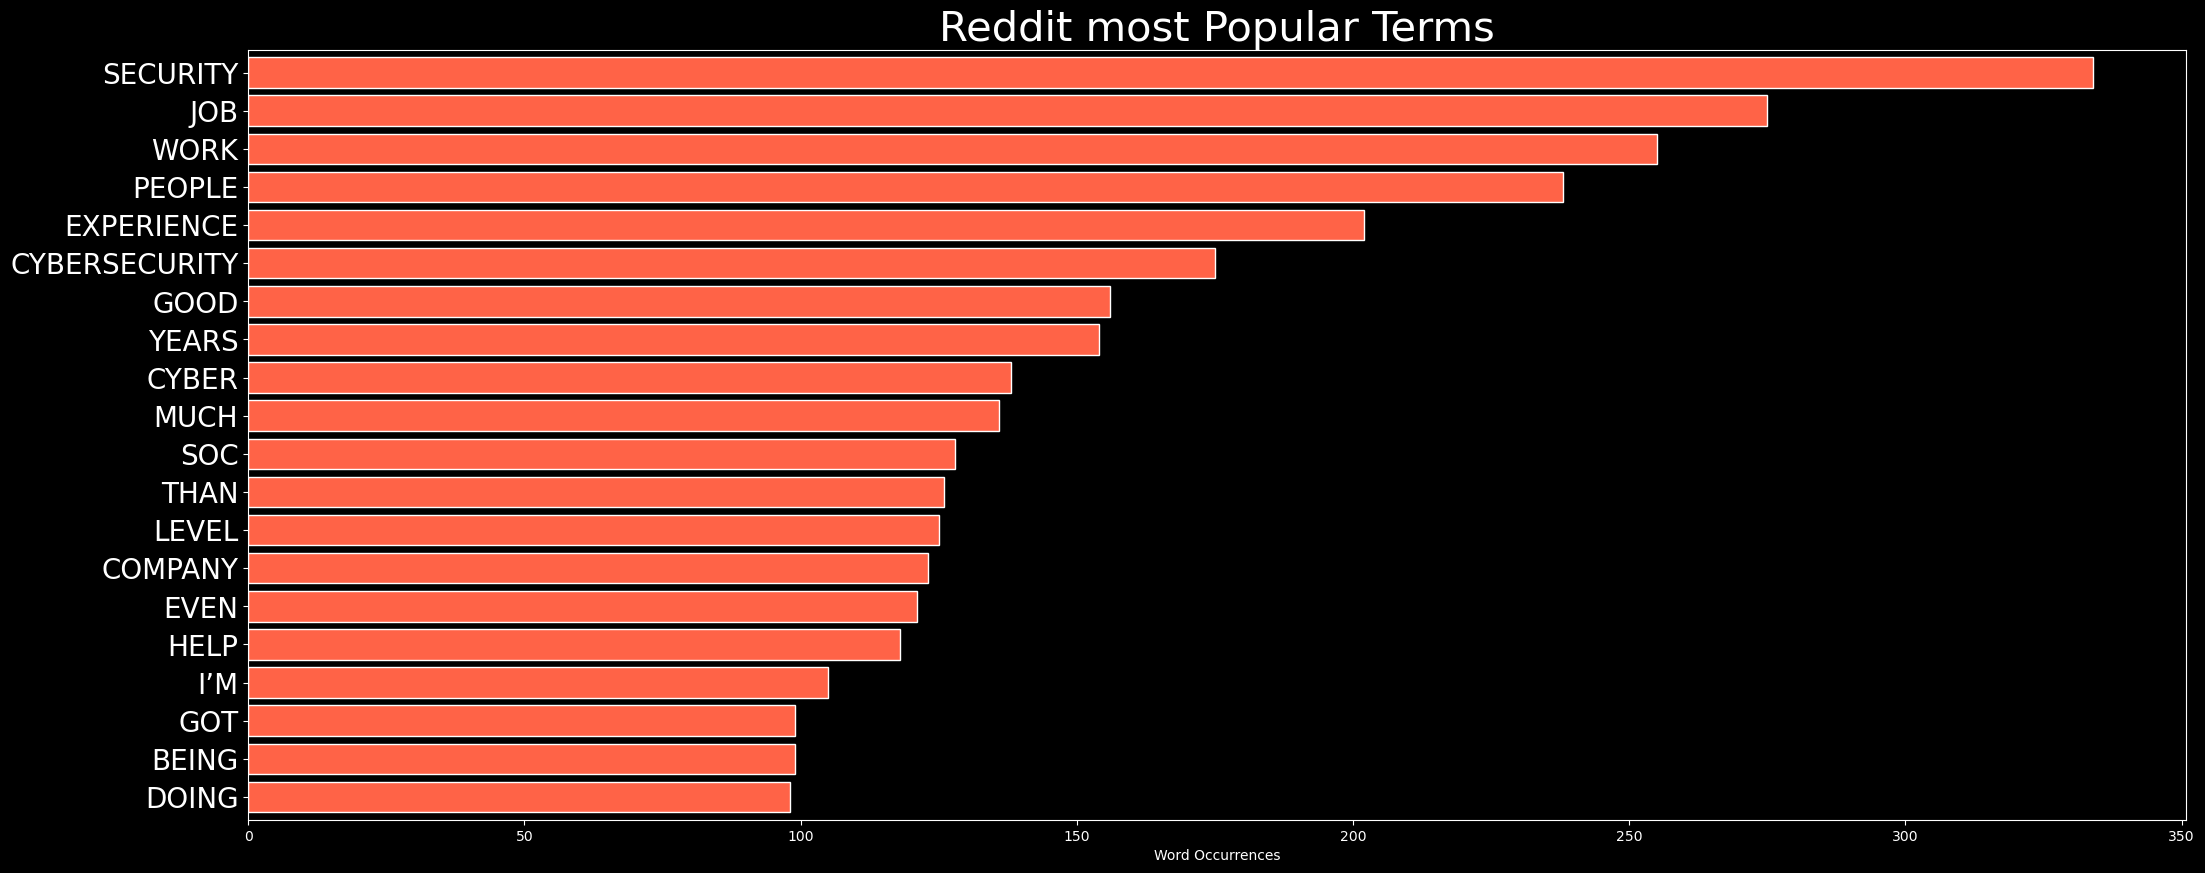 Reddit most Popular Terms
SECURITY
JOB
WORK
PEOPLE
EXPERIENCE
CYBERSECURITY
GOOD
YEARS
CYBER
MUCH
SOC
THAN
LEVEL
COMPANY
EVEN
HELP
I’M
GOT
BEING
DOING
0 50 100 150 200 250 300 350
Word Occurrences